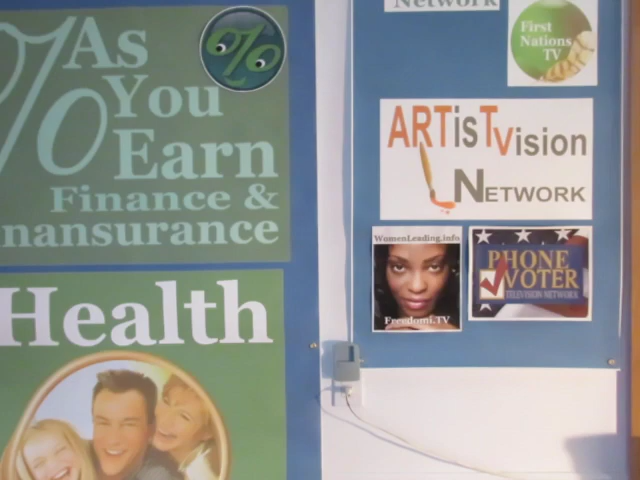 % As
You
Earn
Finance &
nansurance
%
Health
Network
First
Nations
TV
ARTisTVision
NETWORK
WomenLeading.info
Freedomi.TV
PHONE
VOTER
TELEVISION NETWORK